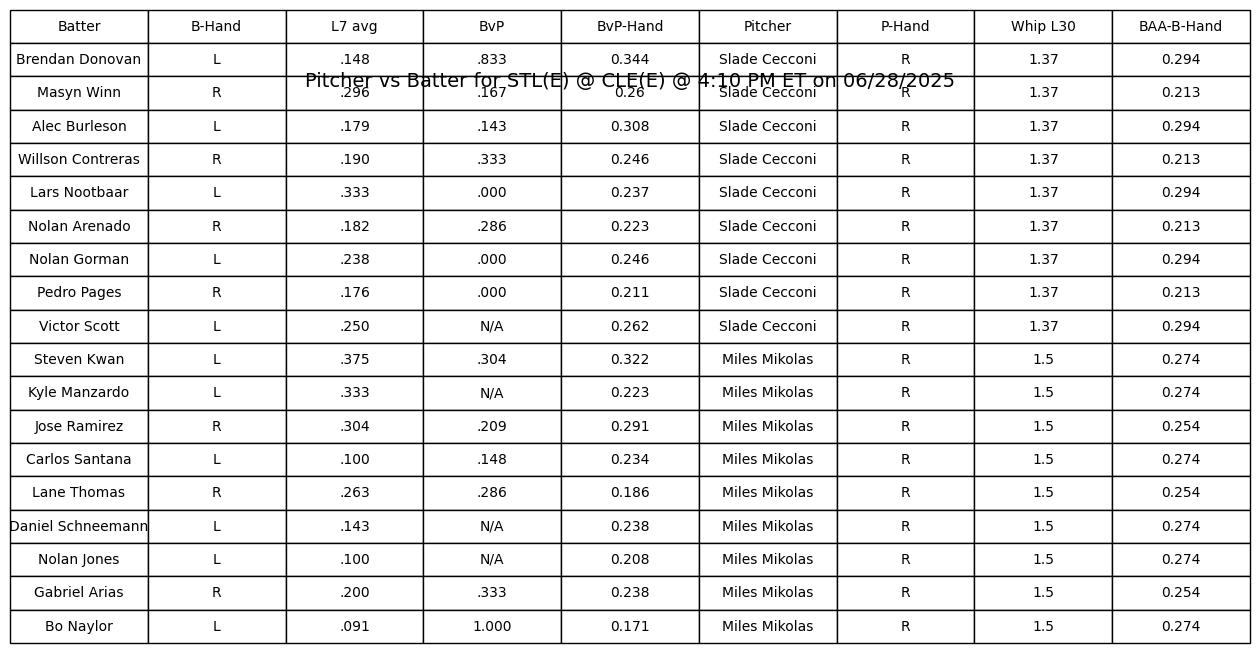 Batter B-Hand L7 avg BvP BvP-Hand Pitcher P-Hand Whip L30 BAA-B-Hand
Brendan Donovan L .148 .833 0.344 Slade Cecconi R 1.37 0.294
Pitcher vs Batter for STL(E) @ CLE(E) @ 4:10 PM ET on 06/28/2025
Masyn Winn R .296 .167 0.26 Slade Cecconi R 1.37 0.213
Alec Burleson L .179 .143 0.308 Slade Cecconi R 1.37 0.294
Willson Contreras R .190 .333 0.246 Slade Cecconi R 1.37 0.213
Lars Nootbaar L .333 .000 0.237 Slade Cecconi R 1.37 0.294
Nolan Arenado R .182 .286 0.223 Slade Cecconi R 1.37 0.213
Nolan Gorman L .238 .000 0.246 Slade Cecconi R 1.37 0.294
Pedro Pages R .176 .000 0.211 Slade Cecconi R 1.37 0.213
Victor Scott L .250 N/A 0.262 Slade Cecconi R 1.37 0.294
Steven Kwan L .375 .304 0.322 Miles Mikolas R 1.5 0.274
Kyle Manzardo L .333 N/A 0.223 Miles Mikolas R 1.5 0.274
Jose Ramirez R .304 .209 0.291 Miles Mikolas R 1.5 0.254
Carlos Santana L .100 .148 0.234 Miles Mikolas R 1.5 0.274
Lane Thomas R .263 .286 0.186 Miles Mikolas R 1.5 0.254
Daniel Schneemann L .143 N/A 0.238 Miles Mikolas R 1.5 0.274
Nolan Jones L .100 N/A 0.208 Miles Mikolas R 1.5 0.274
Gabriel Arias R .200 .333 0.238 Miles Mikolas R 1.5 0.254
Bo Naylor L .091 1.000 0.171 Miles Mikolas R 1.5 0.274